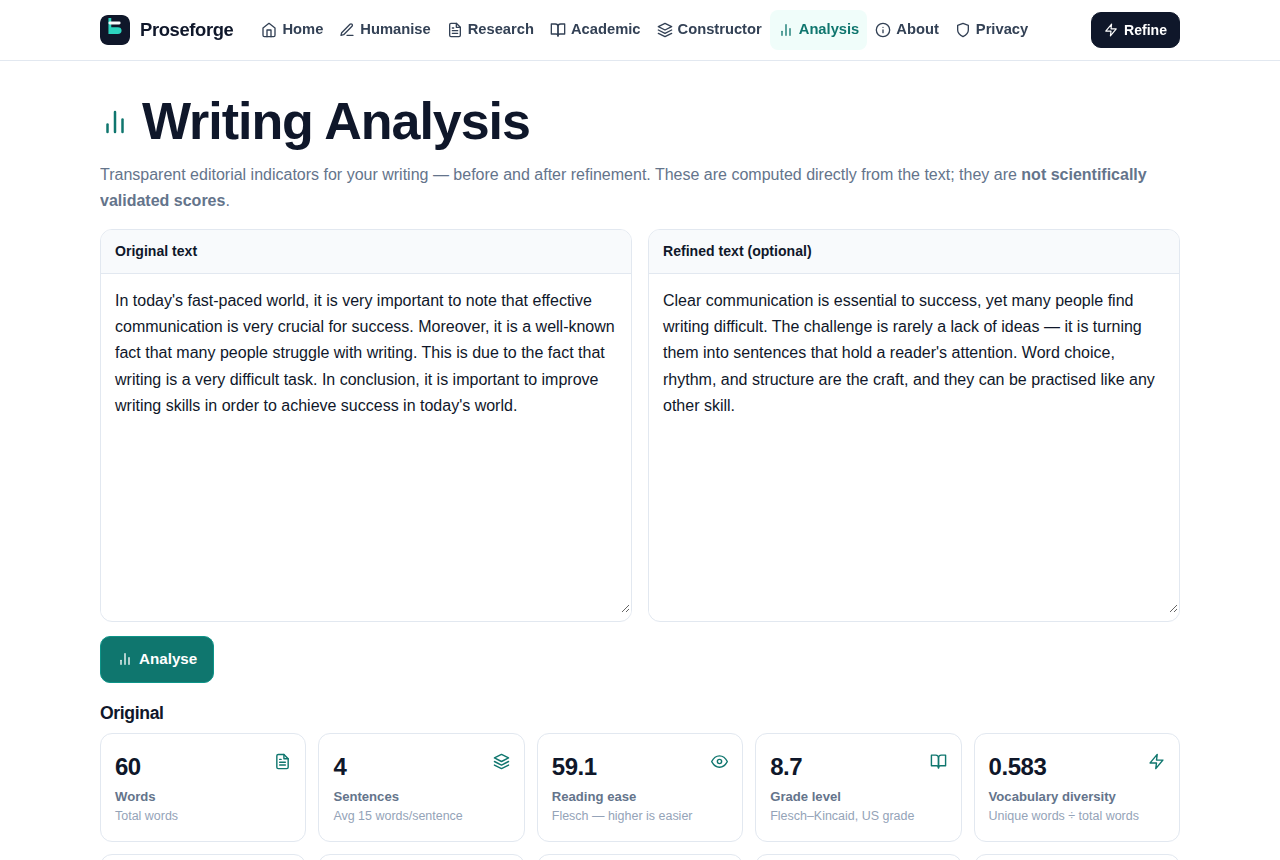 Proseforge
Home
Humanise
Research
Academic
Constructor
Analysis
About
Privacy
Refine
Writing Analysis
Transparent editorial indicators for your writing — before and after refinement. These are computed directly from the text; they are not scientifically
validated scores.
Original text
In today's fast-paced world, it is very important to note that effective
communication is very crucial for success. Moreover, it is a well-known
fact that many people struggle with writing. This is due to the fact that
writing is a very difficult task. In conclusion, it is important to improve
writing skills in order to achieve success in today's world.
Refined text (optional)
Clear communication is essential to success, yet many people find
writing difficult. The challenge is rarely a lack of ideas — it is turning
them into sentences that hold a reader's attention. Word choice,
rhythm, and structure are the craft, and they can be practised like any
other skill.
Analyse
Original
60
Words
Total words
4
Sentences
Avg 15 words/sentence
59.1
Reading ease
Flesch — higher is easier
8.7
Grade level
Flesch–Kincaid, US grade
0.583
Vocabulary diversity
Unique words ÷ total words